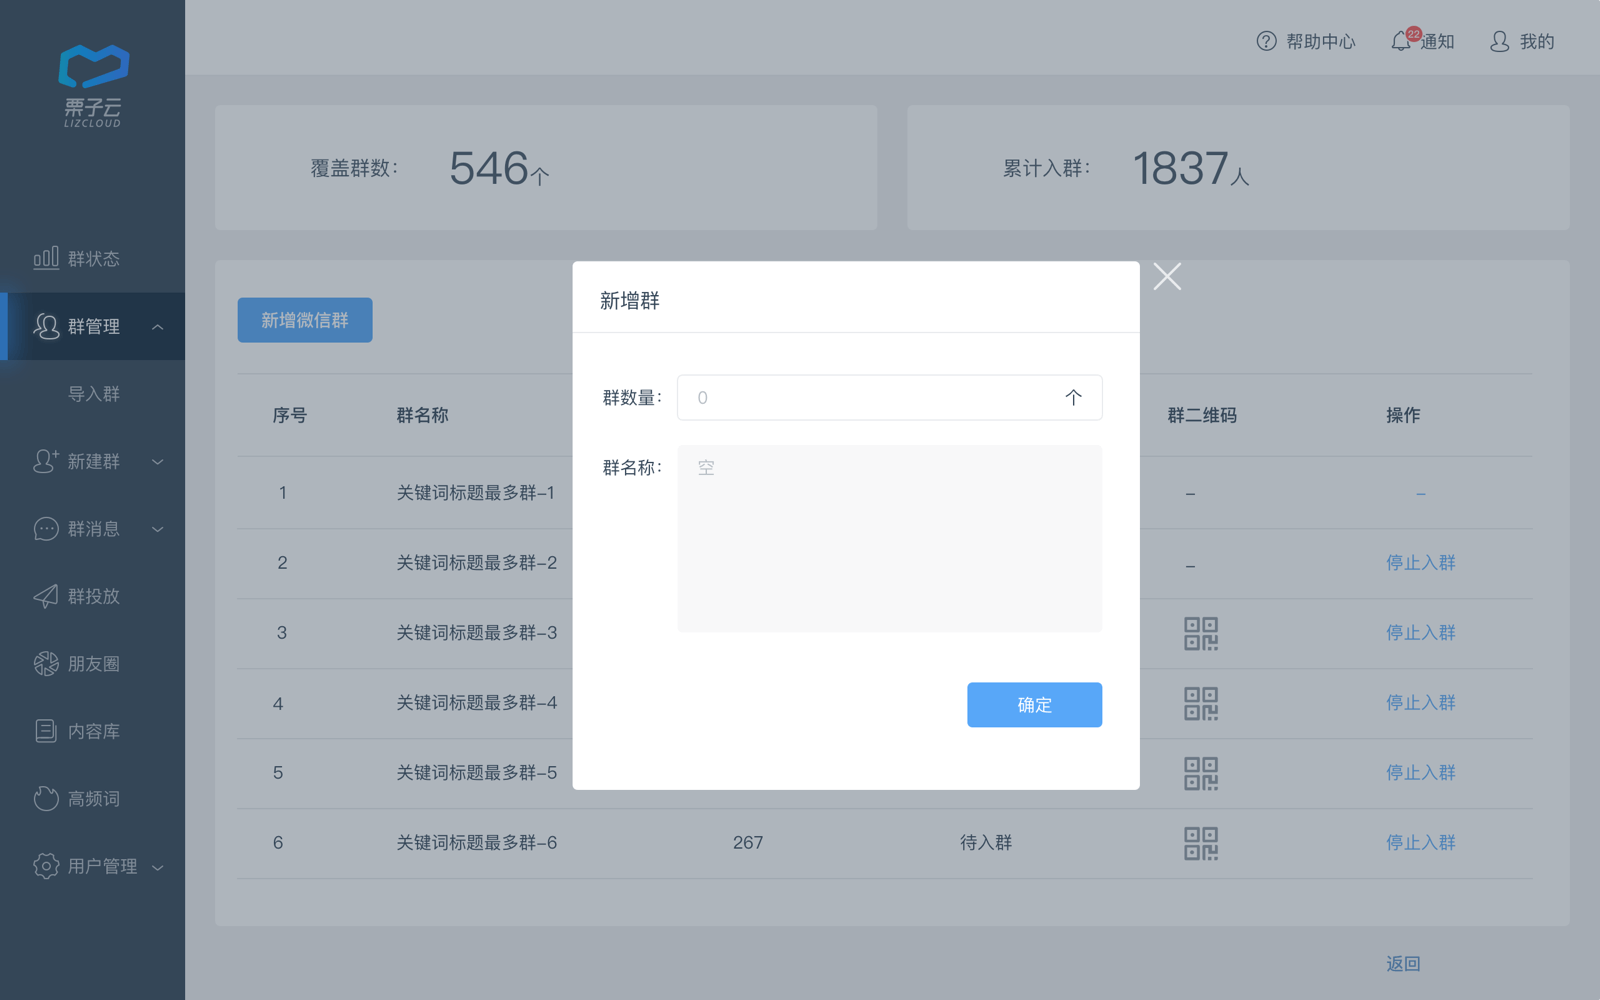 栗子云
LIZCLOUD
帮助中心
22
通知
我的
群状态
群管理
导入群
新建群
群消息
群投放
朋友圈
内容库
高频词
用户管理
覆盖群数：
546个
累计入群：
1837人
新增微信群
序号 群名称 群二维码 操作
1 关键词标题最多群–1 – –
2 关键词标题最多群–2 – 停止入群
3 关键词标题最多群–3 停止入群
4 关键词标题最多群–4 停止入群
5 关键词标题最多群–5 停止入群
6 关键词标题最多群–6 267 待入群 停止入群
返回
新增群
群数量：
0 个
群名称：
空
确定